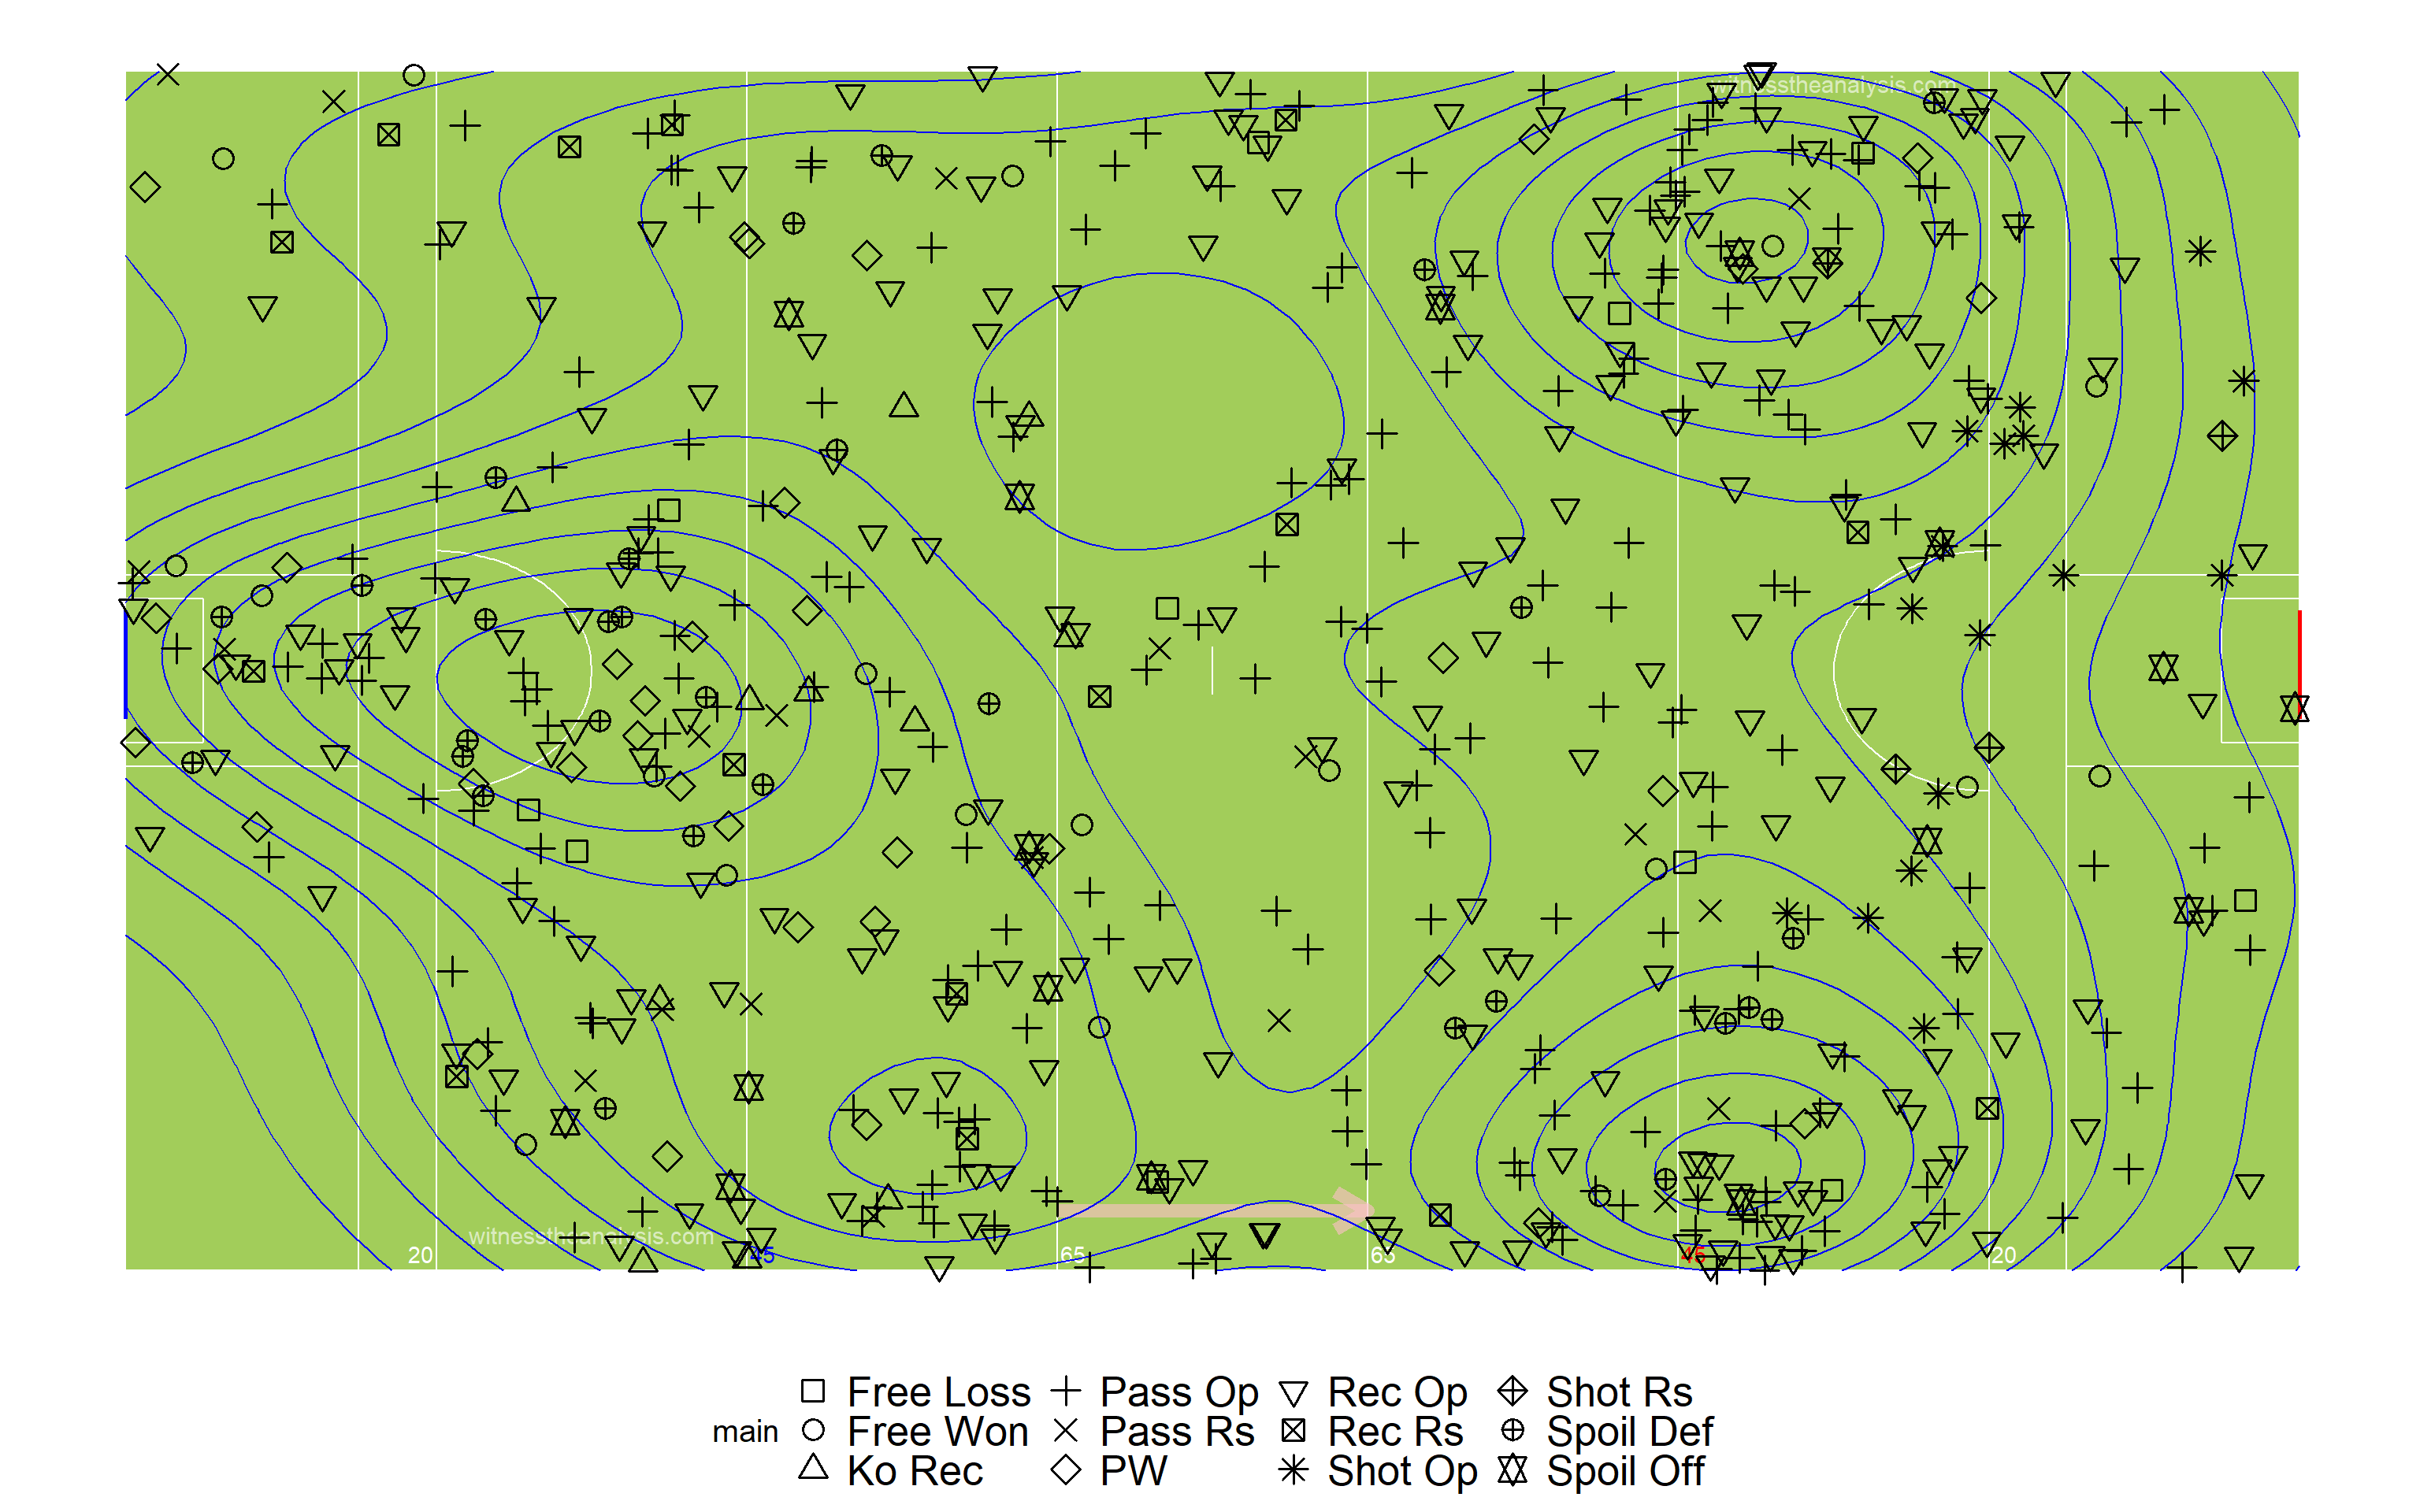 witnesstheanalysis.com
witnesstheanalysis.com
20 45 65 65 45 20
main
Free Loss Pass Op Rec Op Shot Rs
Free Won Pass Rs Rec Rs Spoil Def
Ko Rec PW Shot Op Spoil Off